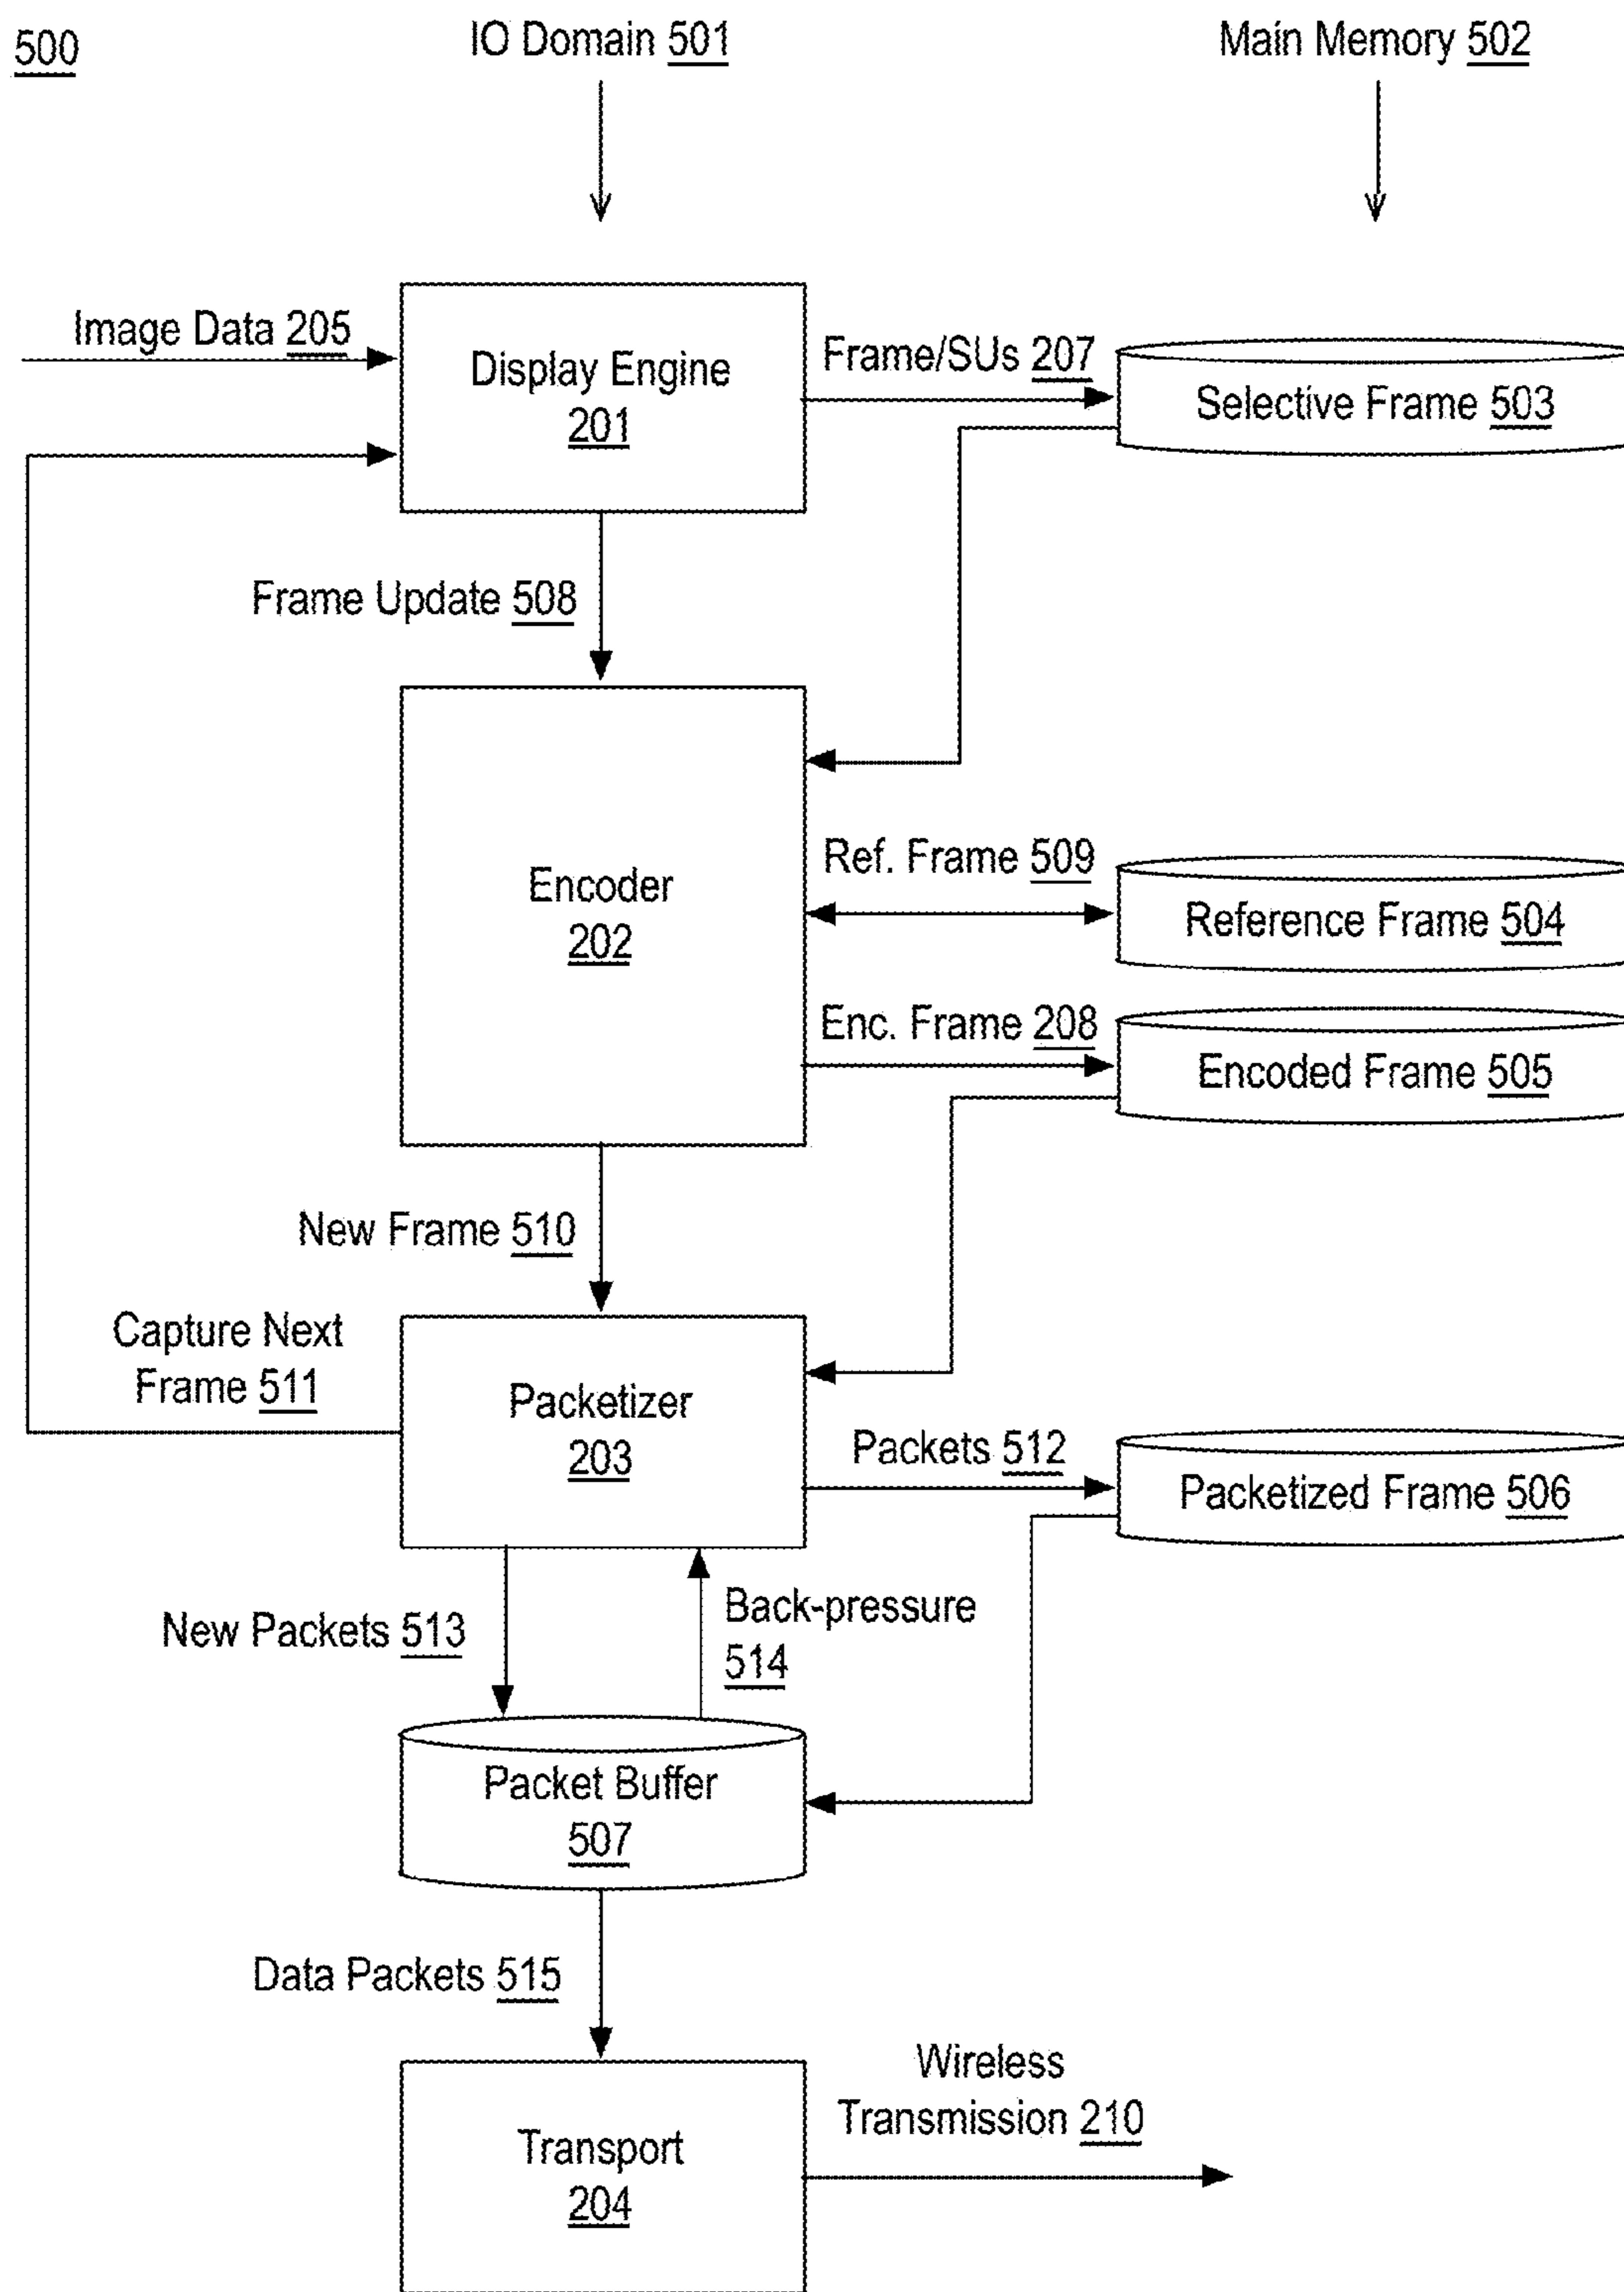 500
IO Domain 501
Main Memory 502
Image Data 205
Display Engine
201
Frame/SUs 207
Selective Frame 503
Frame Update 508
Encoder
202
Ref. Frame 509
Reference Frame 504
Enc. Frame 208
Encoded Frame 505
New Frame 510
Capture Next
Frame 511
Packetizer
203
Packets 512
Packetized Frame 506
New Packets 513
Back-pressure
514
Packet Buffer
507
Data Packets 515
Transport
204
Wireless
Transmission 210